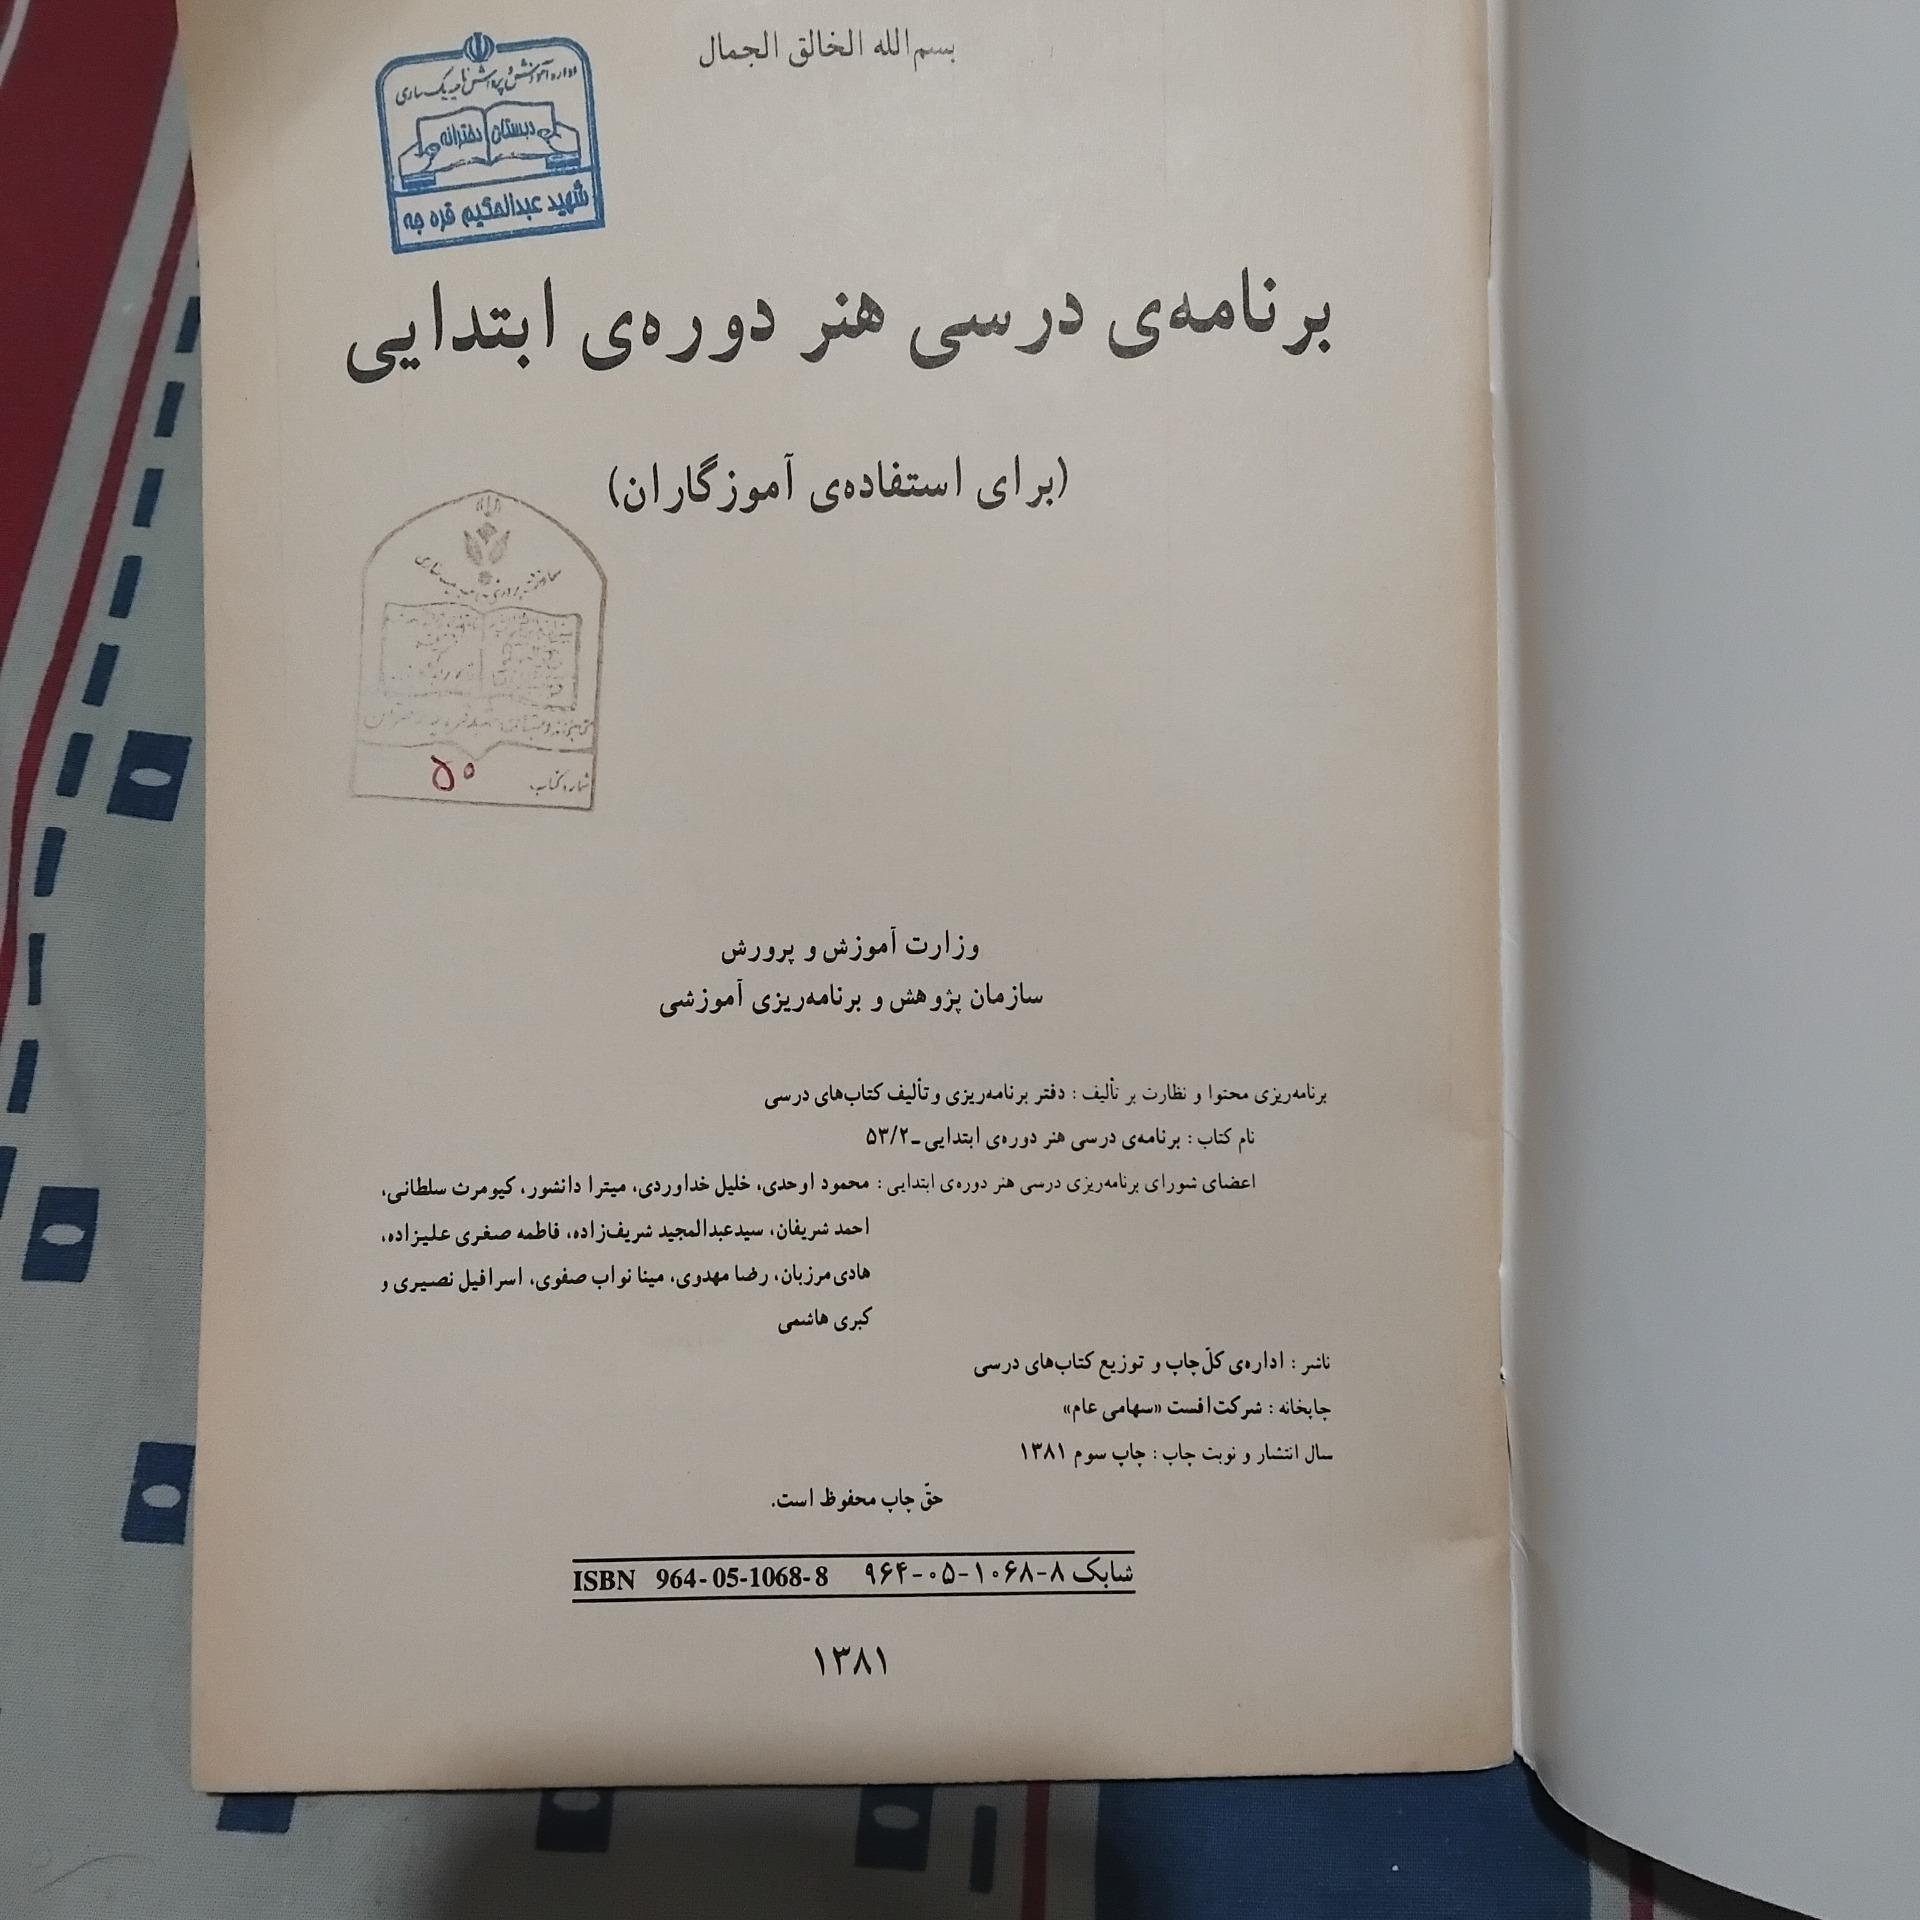 بسم‌الله الخالق الجمال
اداره آموزش و پرورش ناحیه یک ساری
دبستان دخترانه
شهید عبدالحکیم قره جه
برنامه‌ی درسی هنر دوره‌ی ابتدایی
(برای استفاده‌ی آموزگاران)
شماره کتاب: ۵۰
وزارت آموزش و پرورش
سازمان پژوهش و برنامه‌ریزی آموزشی
برنامه‌ریزی محتوا و نظارت بر تألیف : دفتر برنامه‌ریزی و تألیف کتاب‌های درسی
نام کتاب : برنامه‌ی درسی هنر دوره‌ی ابتدایی ـ ۵۳/۲
اعضای شورای برنامه‌ریزی درسی هنر دوره‌ی ابتدایی : محمود اوحدی، خلیل خداوردی، میترا دانشور، کیومرث سلطانی،
احمد شریفان، سیدعبدالمجید شریف‌زاده، فاطمه صغری علیزاده،
هادی مرزبان، رضا مهدوی، مینا نواب صفوی، اسرافیل نصیری و
کبری هاشمی
ناشر : اداره‌ی کلّ چاپ و توزیع کتاب‌های درسی
چاپخانه : شرکت افست «سهامی عام»
سال انتشار و نوبت چاپ : چاپ سوم ۱۳۸۱
حقّ چاپ محفوظ است.
شابک ۸-۱۰۶۸-۰۵-۹۶۴ ISBN 964-05-1068-8
۱۳۸۱